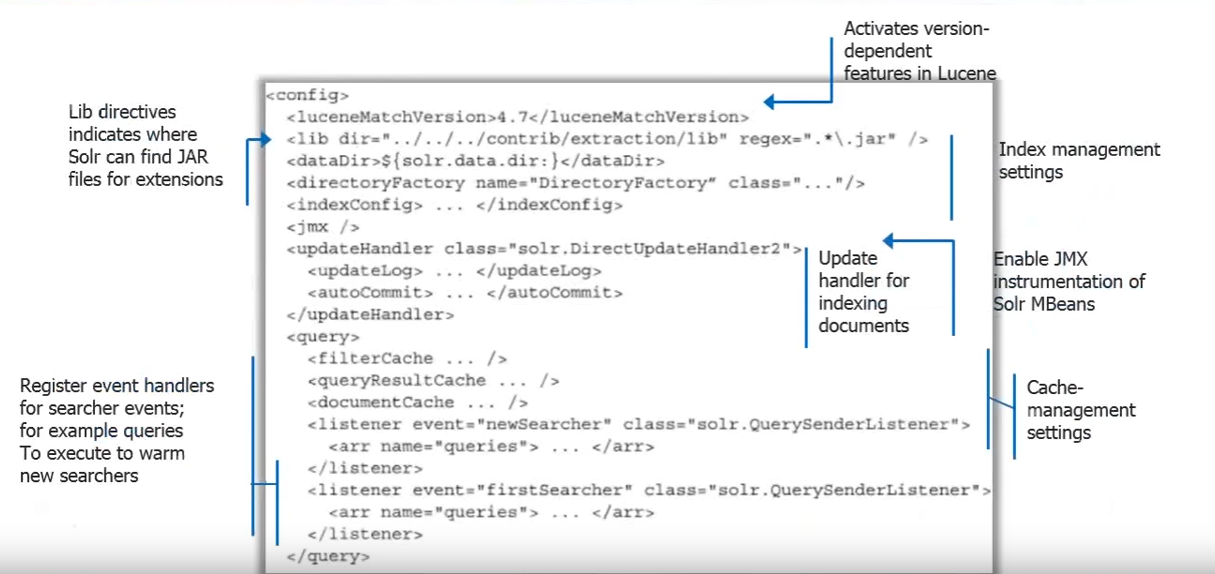 Activates version-
dependent
features in Lucene
Lib directives
indicates where
Solr can find JAR
files for extensions
<config>
<luceneMatchVersion>4.7</luceneMatchVersion>
<lib dir="../../../contrib/extraction/lib" regex=".*\.jar" />
<dataDir>${solr.data.dir:}</dataDir>
<directoryFactory name="DirectoryFactory" class="..."/>
<indexConfig> ... </indexConfig>
<jmx />
<updateHandler class="solr.DirectUpdateHandler2">
<updateLog> ... </updateLog>
<autoCommit> ... </autoCommit>
</updateHandler>
<query>
<filterCache ... />
<queryResultCache ... />
<documentCache ... />
<listener event="newSearcher" class="solr.QuerySenderListener">
<arr name="queries"> ... </arr>
</listener>
<listener event="firstSearcher" class="solr.QuerySenderListener">
<arr name="queries"> ... </arr>
</listener>
</query>
Index management
settings
Update
handler for
indexing
documents
Enable JMX
instrumentation of
Solr MBeans
Register event handlers
for searcher events;
for example queries
To execute to warm
new searchers
Cache-
management
settings